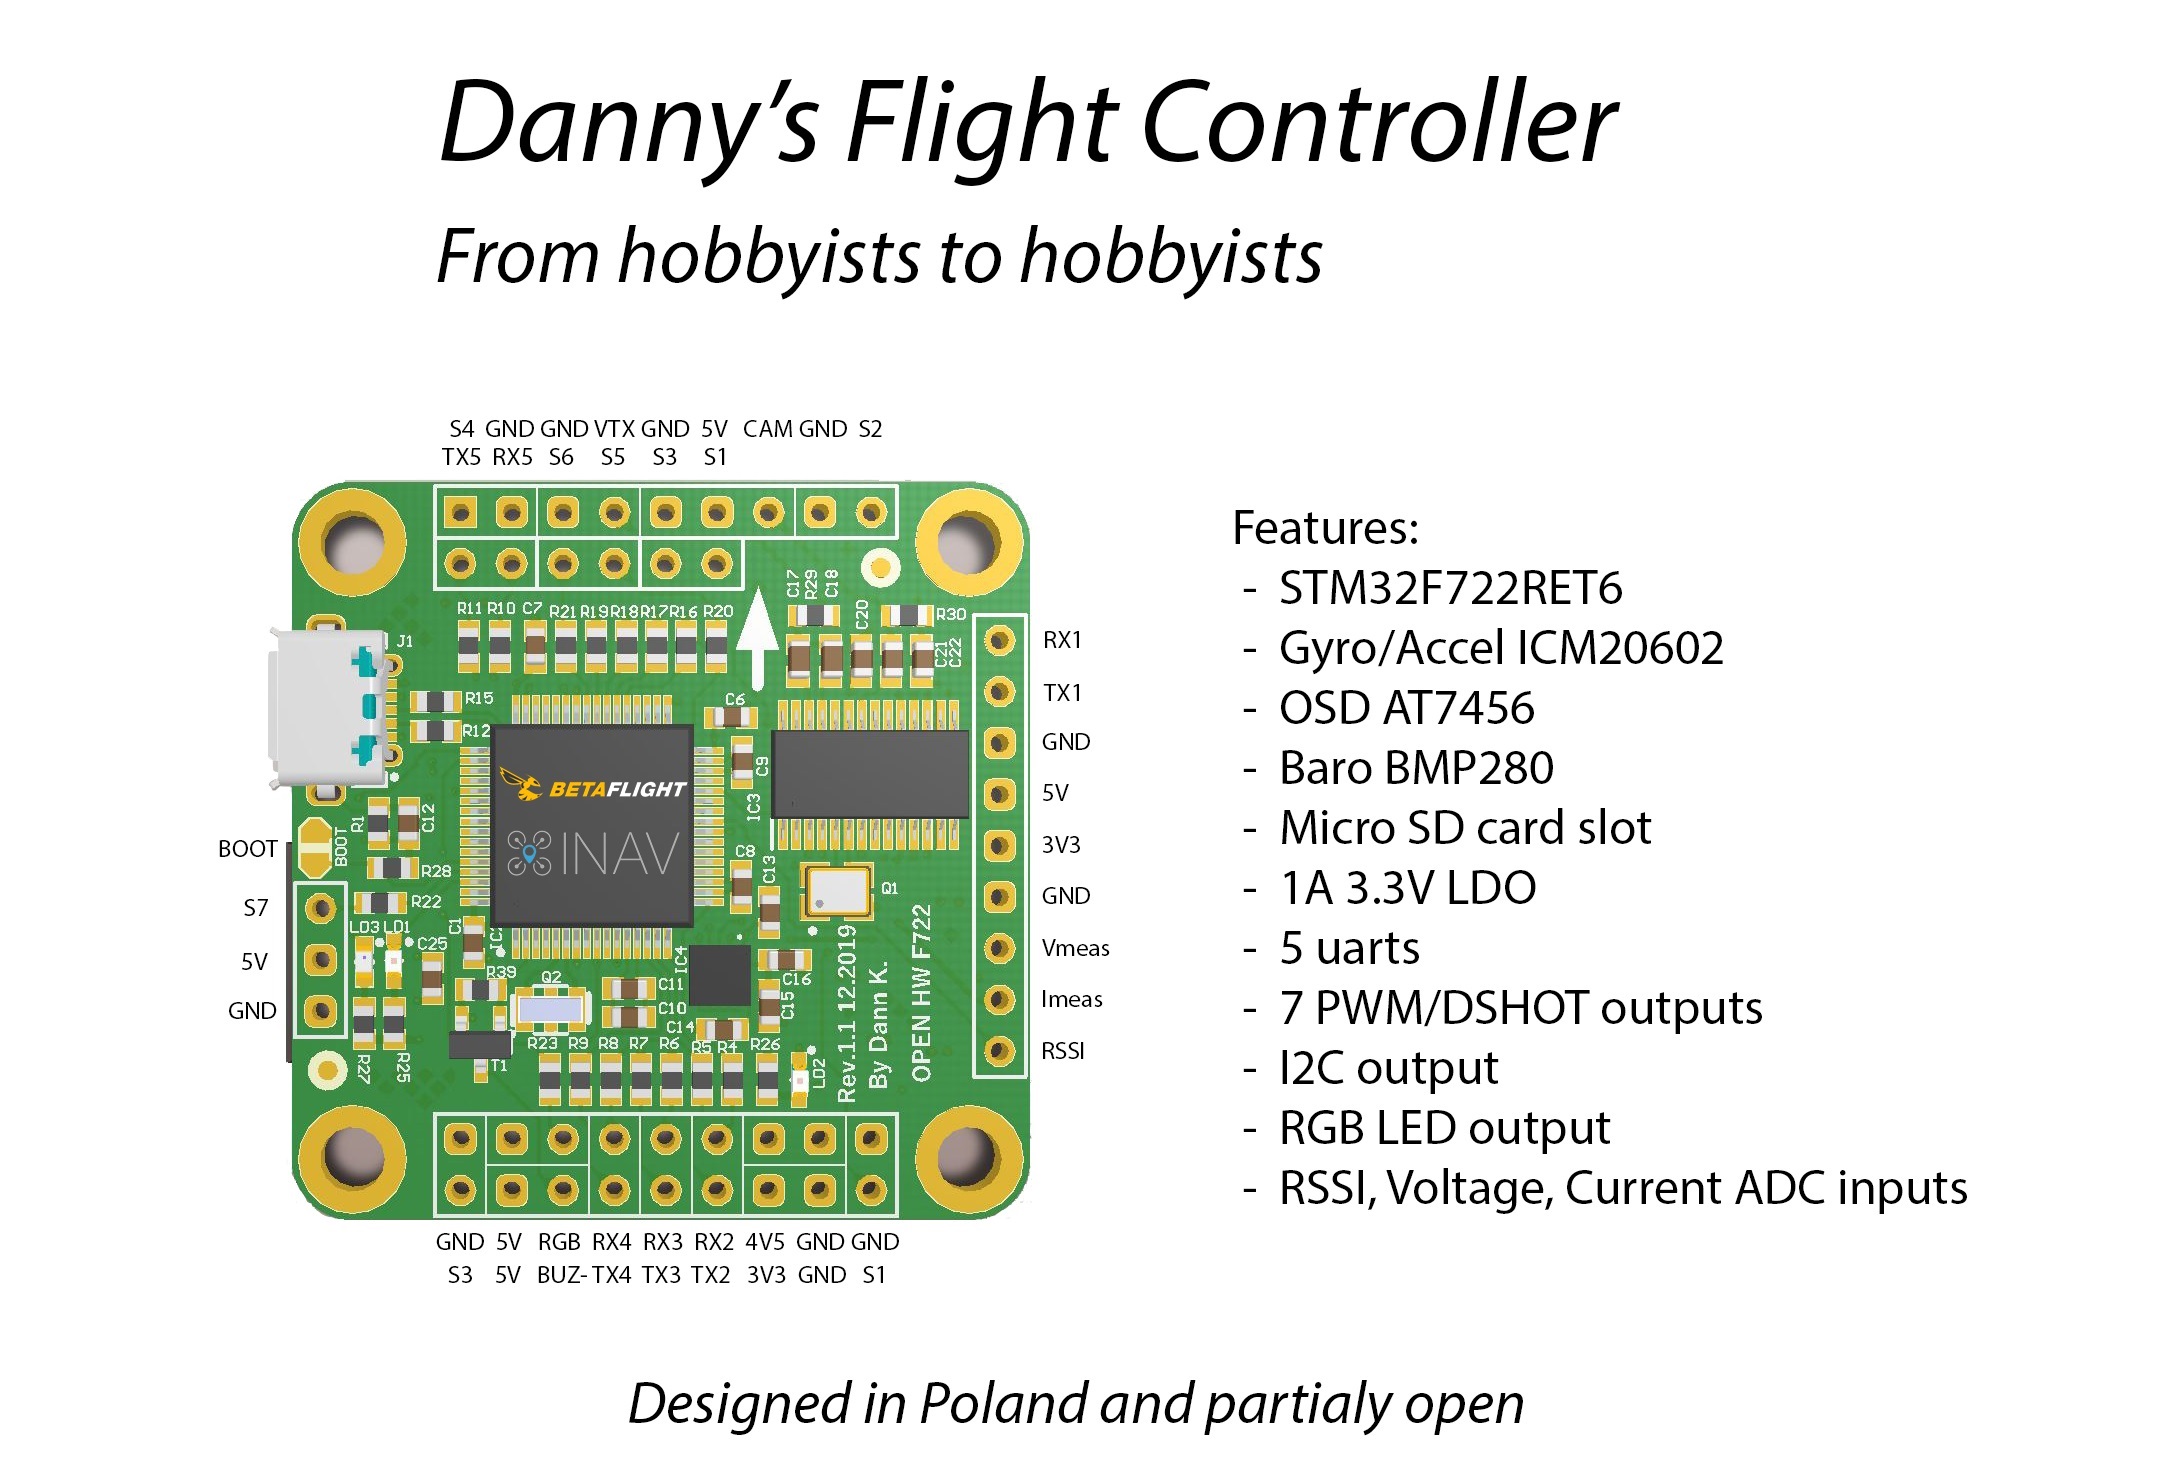 Danny's Flight Controller
From hobbyists to hobbyists
S4 GND GND VTX GND 5V CAM GND S2
TX5 RX5 S6 S5 S3 S1
R11 R10 C7 R21 R19 R18 R17 R16 R20
C17 R29 C18 C20 R30
C21 C22
J1
R15
R12
C6
C9
IC3
BETAFLIGHT
INAV
R1 C12
BOOT
R28
R22
LD3 LD1
C25
C1
R39
Q2
C8
C13
Q1
IC4
C16
C15
C11
C10
C14
R27 R25
T1
R23 R9 R8 R7 R6 R5 R4 R26
LD2
Rev.1.1 12.2019
By Dann K.
OPEN HW F722
BOOT
S7
5V
GND
RX1
TX1
GND
5V
3V3
GND
Vmeas
Imeas
RSSI
GND 5V RGB RX4 RX3 RX2 4V5 GND GND
S3 5V BUZ- TX4 TX3 TX2 3V3 GND S1
Features:
- STM32F722RET6
- Gyro/Accel ICM20602
- OSD AT7456
- Baro BMP280
- Micro SD card slot
- 1A 3.3V LDO
- 5 uarts
- 7 PWM/DSHOT outputs
- I2C output
- RGB LED output
- RSSI, Voltage, Current ADC inputs
Designed in Poland and partialy open